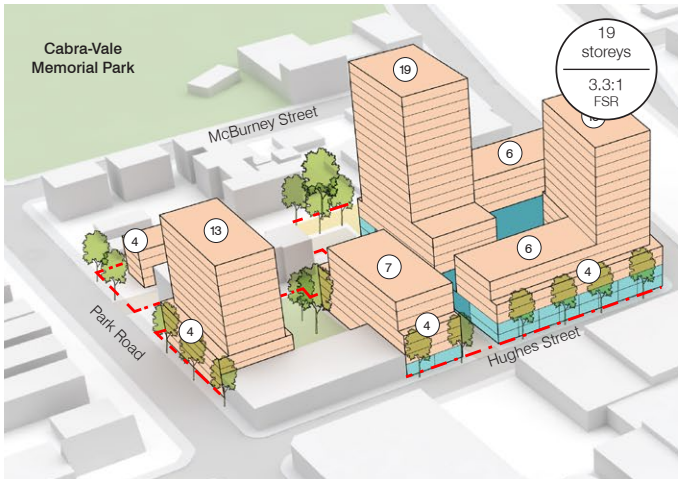 Cabra-Vale
Memorial Park
19
storeys
3.3:1
FSR
19
McBurney Street
6
4
13
7
6
4
4
4
Park Road
Hughes Street